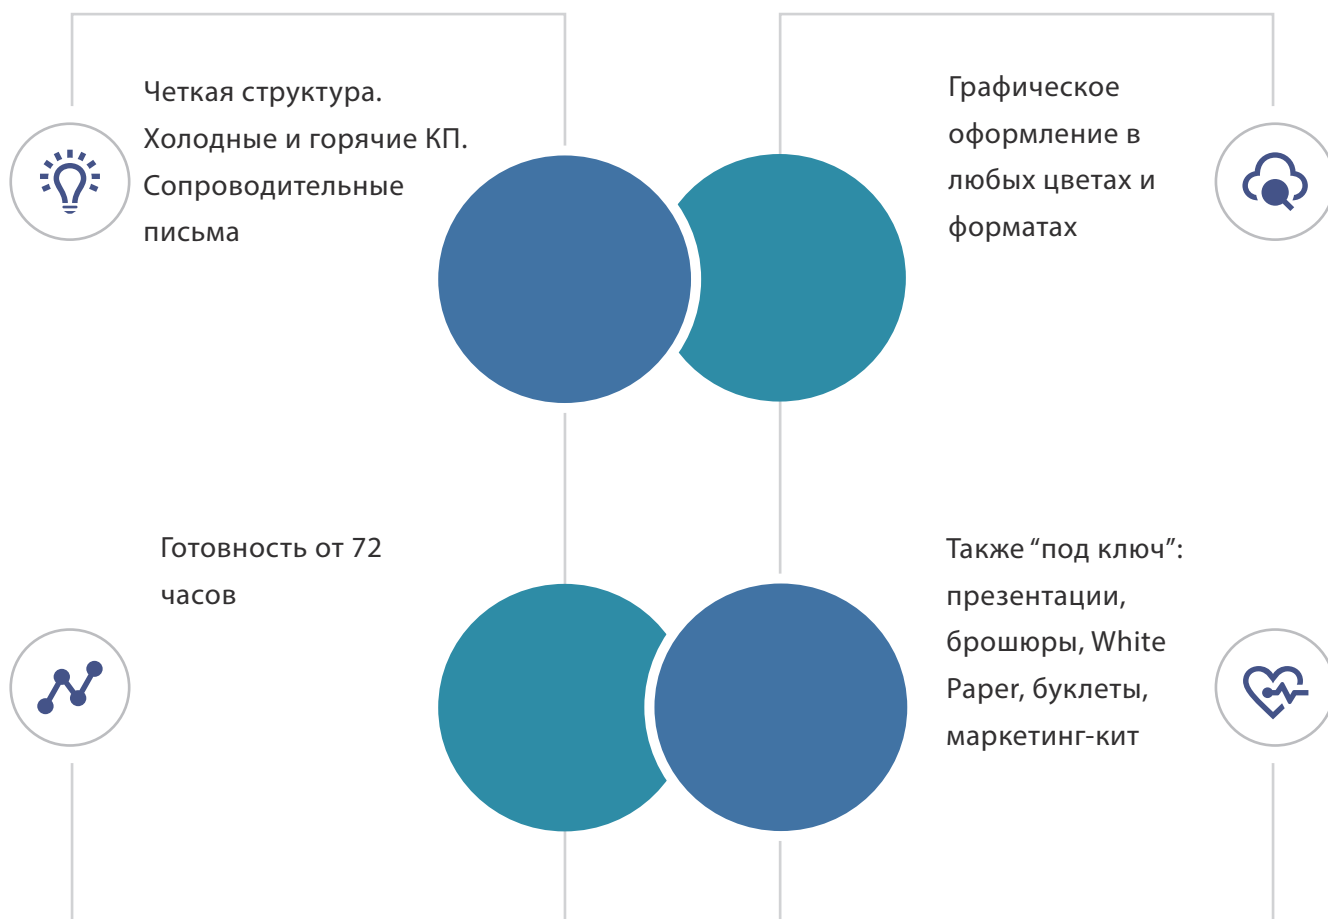 Четкая структура.
Холодные и горячие КП.
Сопроводительные
письма
Графическое
оформление в
любых цветах и
форматах
Готовность от 72
часов
Также “под ключ”:
презентации,
брошюры, White
Paper, буклеты,
маркетинг-кит